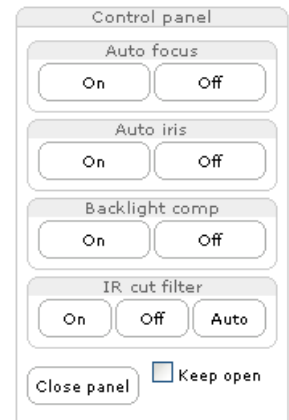 Control panel
Auto focus
On Off
Auto iris
On Off
Backlight comp
On Off
IR cut filter
On Off Auto
Close panel Keep open